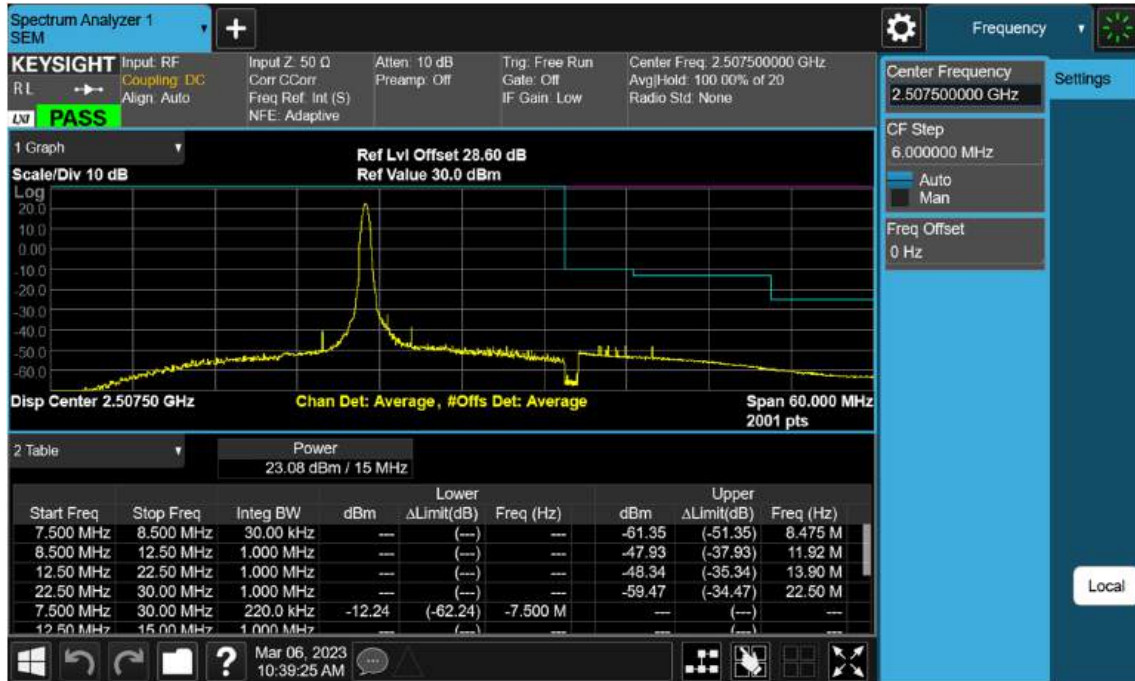 Spectrum Analyzer 1
SEM
Frequency
KEYSIGHT
RL
LXI PASS
Input: RF
Coupling: DC
Align: Auto
Input Z: 50 Ω
Corr CCorr
Freq Ref: Int (S)
NFE: Adaptive
Atten: 10 dB
Preamp: Off
Trig: Free Run
Gate: Off
IF Gain: Low
Center Freq: 2.507500000 GHz
Avg|Hold: 100.00% of 20
Radio Std: None
Center Frequency
2.507500000 GHz
Settings
CF Step
6.000000 MHz
Auto
Man
Freq Offset
0 Hz
1 Graph
Scale/Div 10 dB
Ref Lvl Offset 28.60 dB
Ref Value 30.0 dBm
Log
20.0
10.0
0.00
-10.0
-20.0
-30.0
-40.0
-50.0
-60.0
Disp Center 2.50750 GHz
Chan Det: Average, #Offs Det: Average
Span 60.000 MHz
2001 pts
2 Table
Power
23.08 dBm / 15 MHz
Lower Upper
Start Freq Stop Freq Integ BW dBm ΔLimit(dB) Freq (Hz) dBm ΔLimit(dB) Freq (Hz)
7.500 MHz 8.500 MHz 30.00 kHz --- (---) --- -61.35 (-51.35) 8.475 M
8.500 MHz 12.50 MHz 1.000 MHz --- (---) --- -47.93 (-37.93) 11.92 M
12.50 MHz 22.50 MHz 1.000 MHz --- (---) --- -48.34 (-35.34) 13.90 M
22.50 MHz 30.00 MHz 1.000 MHz --- (---) --- -59.47 (-34.47) 22.50 M
7.500 MHz 30.00 MHz 220.0 kHz -12.24 (-62.24) -7.500 M --- (---) ---
12.50 MHz 15.00 MHz 1.000 MHz --- (---) --- --- (---) ---
Local
Mar 06, 2023
10:39:25 AM